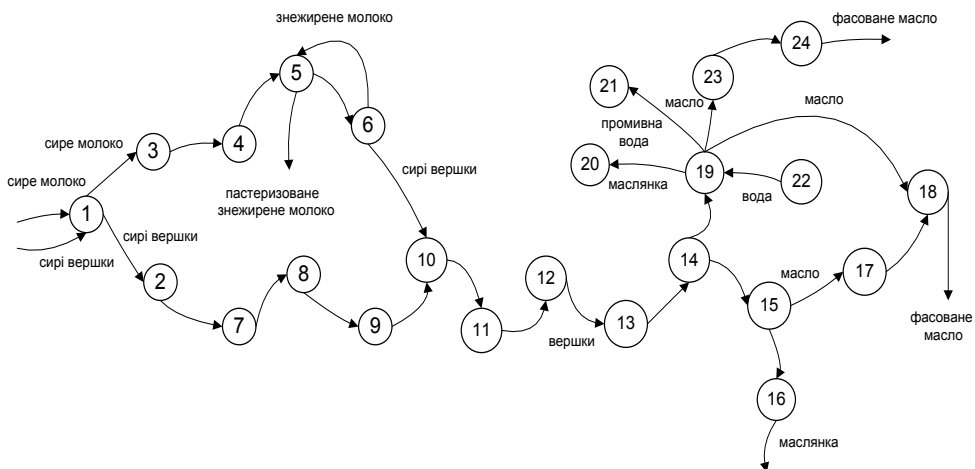 знежирене молоко
фасоване масло
24
5
23
21
масло
масло
6
промивна
вода
4
сире молоко
3
20
маслянка
19
22
вода
18
сирі вершки
пастеризоване
знежирене молоко
сире молоко
1
сирі вершки
сирі вершки
10
14
масло
17
2
8
12
15
7
9
11
13
вершки
фасоване
масло
16
маслянка